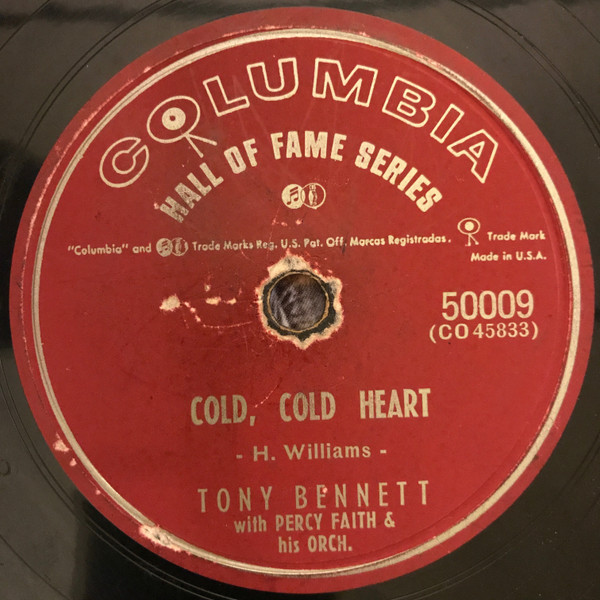 COLUMBIA
HALL OF FAME SERIES
"Columbia" and Trade Marks Reg. U.S. Pat. Off. Marcas Registradas. Trade Mark
Made in U.S.A.
50009
(CO 45833)
COLD, COLD HEART
- H. Williams -
TONY BENNETT
with PERCY FAITH &
his ORCH.